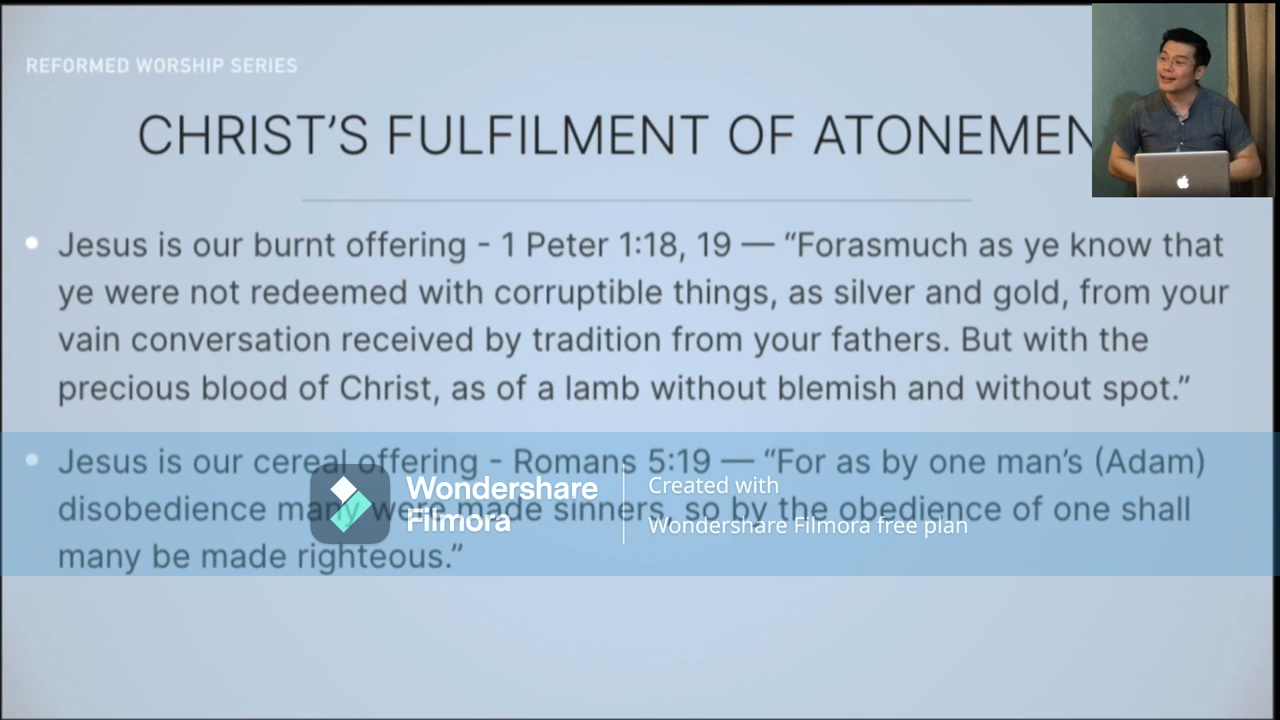 REFORMED WORSHIP SERIES
CHRIST’S FULFILMENT OF ATONEMEN
Jesus is our burnt offering - 1 Peter 1:18, 19 — “Forasmuch as ye know that
ye were not redeemed with corruptible things, as silver and gold, from your
vain conversation received by tradition from your fathers. But with the
precious blood of Christ, as of a lamb without blemish and without spot.”
Jesus is our cereal offering - Romans 5:19 — “For as by one man’s (Adam)
disobedience many were made sinners, so by the obedience of one shall
many be made righteous.”
Wondershare
Filmora
Created with
Wondershare Filmora free plan